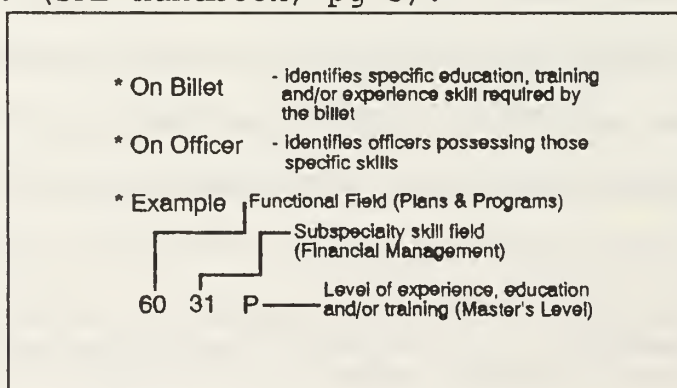 * On Billet - identifies specific education, training
and/or experience skill required by
the billet
* On Officer - identifies officers possessing those
specific skills
* Example Functional Field (Plans & Programs)
Subspecialty skill field
(Financial Management)
60 31 P Level of experience, education
and/or training (Master's Level)